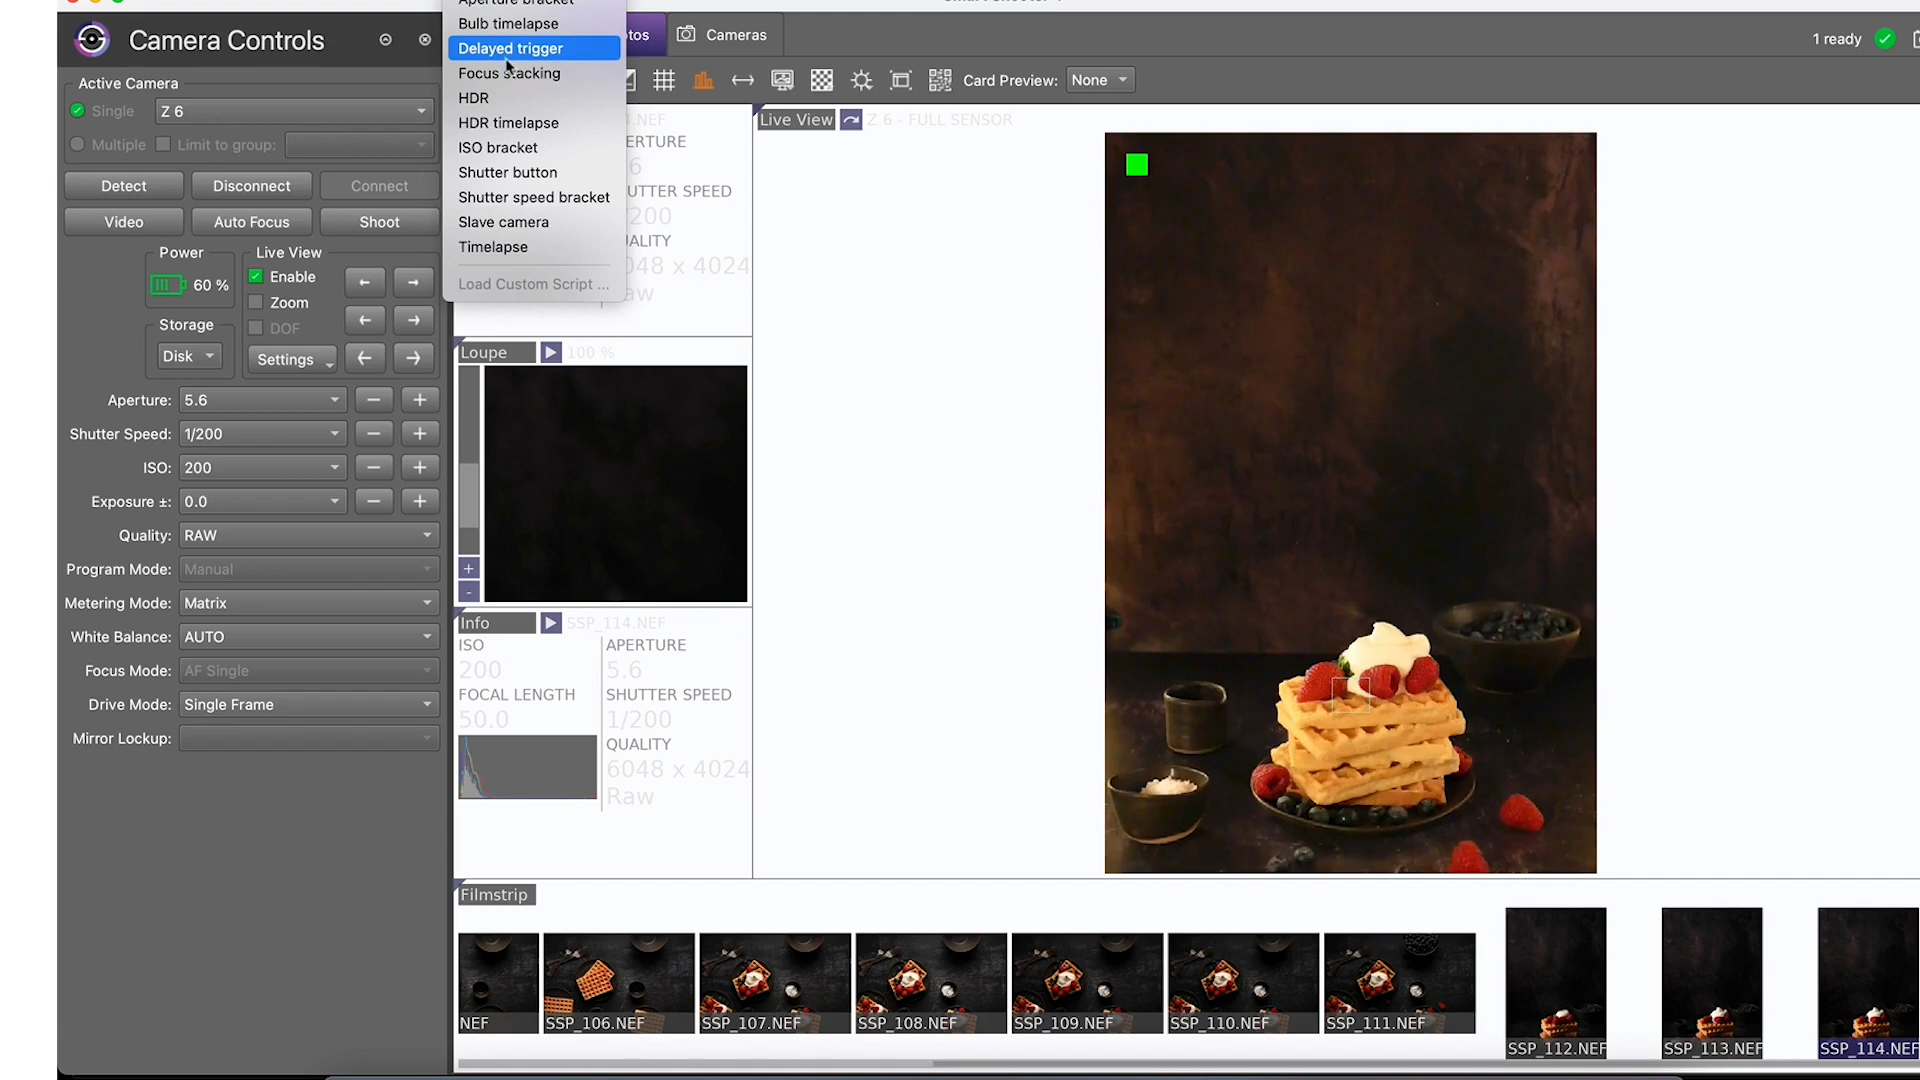 Bulb timelapse
Delayed trigger
Focus stacking
HDR
HDR timelapse
ISO bracket
Shutter button
Shutter speed bracket
Slave camera
Timelapse
Load Custom Script ...
Camera Controls
Cameras
1 ready
Card Preview: None
Active Camera
Single
Z 6
Multiple
Limit to group:
Detect
Disconnect
Connect
Video
Auto Focus
Shoot
Power
60 %
Live View
Enable
Zoom
DOF
Storage
Disk
Settings
Aperture: 5.6
Shutter Speed: 1/200
ISO: 200
Exposure ±: 0.0
Quality: RAW
Program Mode: Manual
Metering Mode: Matrix
White Balance: AUTO
Focus Mode: AF Single
Drive Mode: Single Frame
Mirror Lockup:
Live View
Z 6 - FULL SENSOR
Loupe
100 %
+
-
Info
SSP_114.NEF
ISO
200
FOCAL LENGTH
50.0
APERTURE
5.6
SHUTTER SPEED
1/200
QUALITY
6048 x 4024
Raw
Filmstrip
NEF
SSP_106.NEF
SSP_107.NEF
SSP_108.NEF
SSP_109.NEF
SSP_110.NEF
SSP_111.NEF
SSP_112.NEF
SSP_113.NEF
SSP_114.NEF